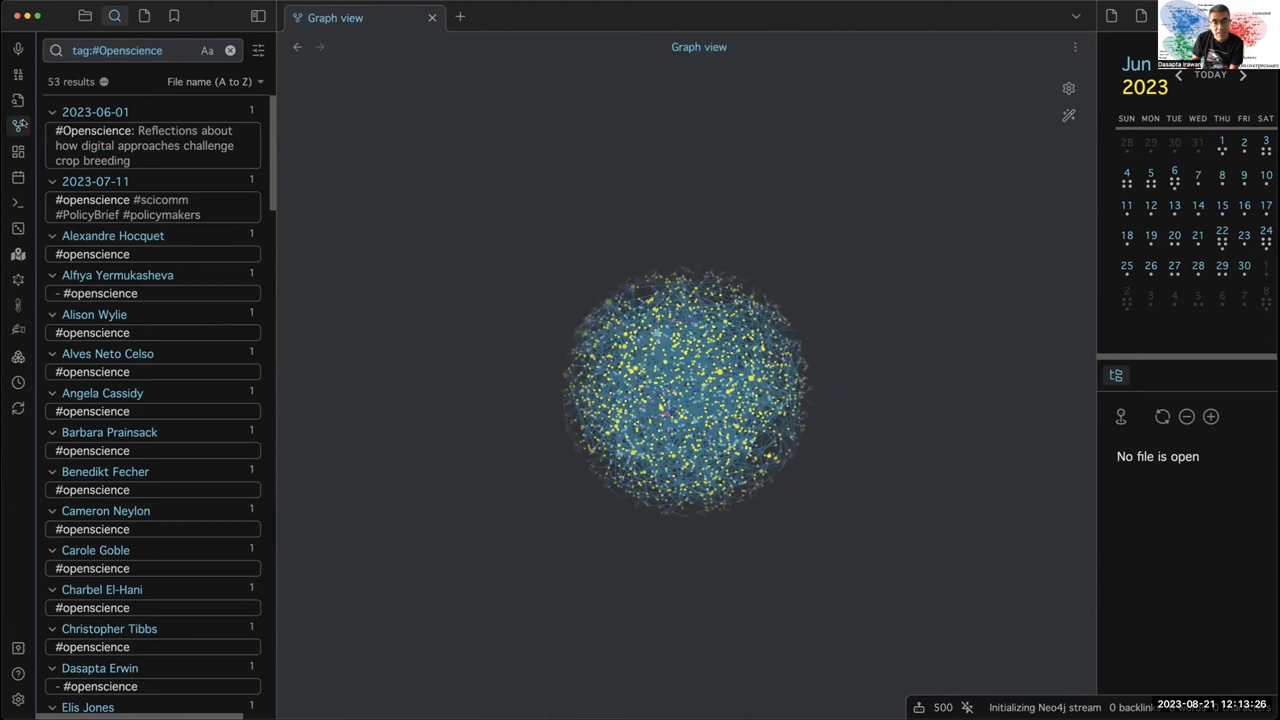 Graph view
tag:#Openscience
Aa
53 results
File name (A to Z)
2023-06-01
1
#Openscience: Reflections about
how digital approaches challenge
crop breeding
2023-07-11
1
#openscience #scicomm
#PolicyBrief #policymakers
Alexandre Hocquet
1
#openscience
Alfiya Yermukasheva
1
- #openscience
Alison Wylie
1
#openscience
Alves Neto Celso
1
#openscience
Angela Cassidy
1
#openscience
Barbara Prainsack
1
#openscience
Benedikt Fecher
1
#openscience
Cameron Neylon
1
#openscience
Carole Goble
1
#openscience
Charbel El-Hani
1
#openscience
Christopher Tibbs
1
#openscience
Dasapta Erwin
1
- #openscience
Elis Jones
1
Graph view
Dasapta Irawan
Jun
2023
TODAY
SUN MON TUE WED THU FRI SAT
28 29 30 31 1 2 3
4 5 6 7 8 9 10
11 12 13 14 15 16 17
18 19 20 21 22 23 24
25 26 27 28 29 30 1
2 3 4 5 6 7 8
No file is open
500
Initializing Neo4j stream
0 backlinks
2023-08-21 12:13:26